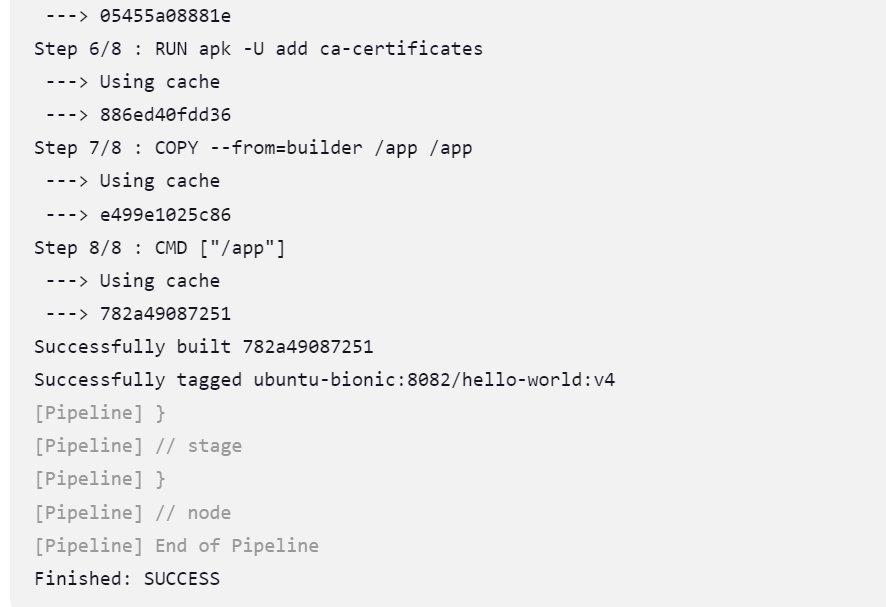 ---> 05455a08881e
Step 6/8 : RUN apk -U add ca-certificates
---> Using cache
---> 886ed40fdd36
Step 7/8 : COPY --from=builder /app /app
---> Using cache
---> e499e1025c86
Step 8/8 : CMD ["/app"]
---> Using cache
---> 782a49087251
Successfully built 782a49087251
Successfully tagged ubuntu-bionic:8082/hello-world:v4
[Pipeline] }
[Pipeline] // stage
[Pipeline] }
[Pipeline] // node
[Pipeline] End of Pipeline
Finished: SUCCESS